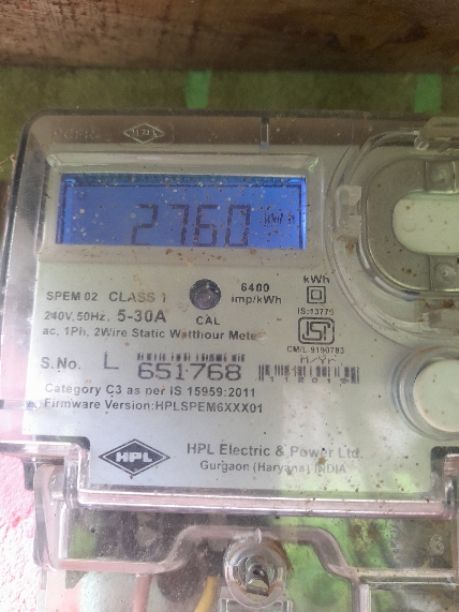 2760 kWh
SPEM 02 CLASS 1
6400 imp/kWh
kWh
240V, 50Hz. 5-30A
CAL
ac, 1Ph, 2Wire Static Watthour Meter
ISI
S.No. L 651768
M/Yr
Category C3 as per IS 15959:2011
Firmware Version:HPLSPEM6XXX01
HPL
HPL Electric & Power Ltd.
Gurgaon (Haryana) INDIA